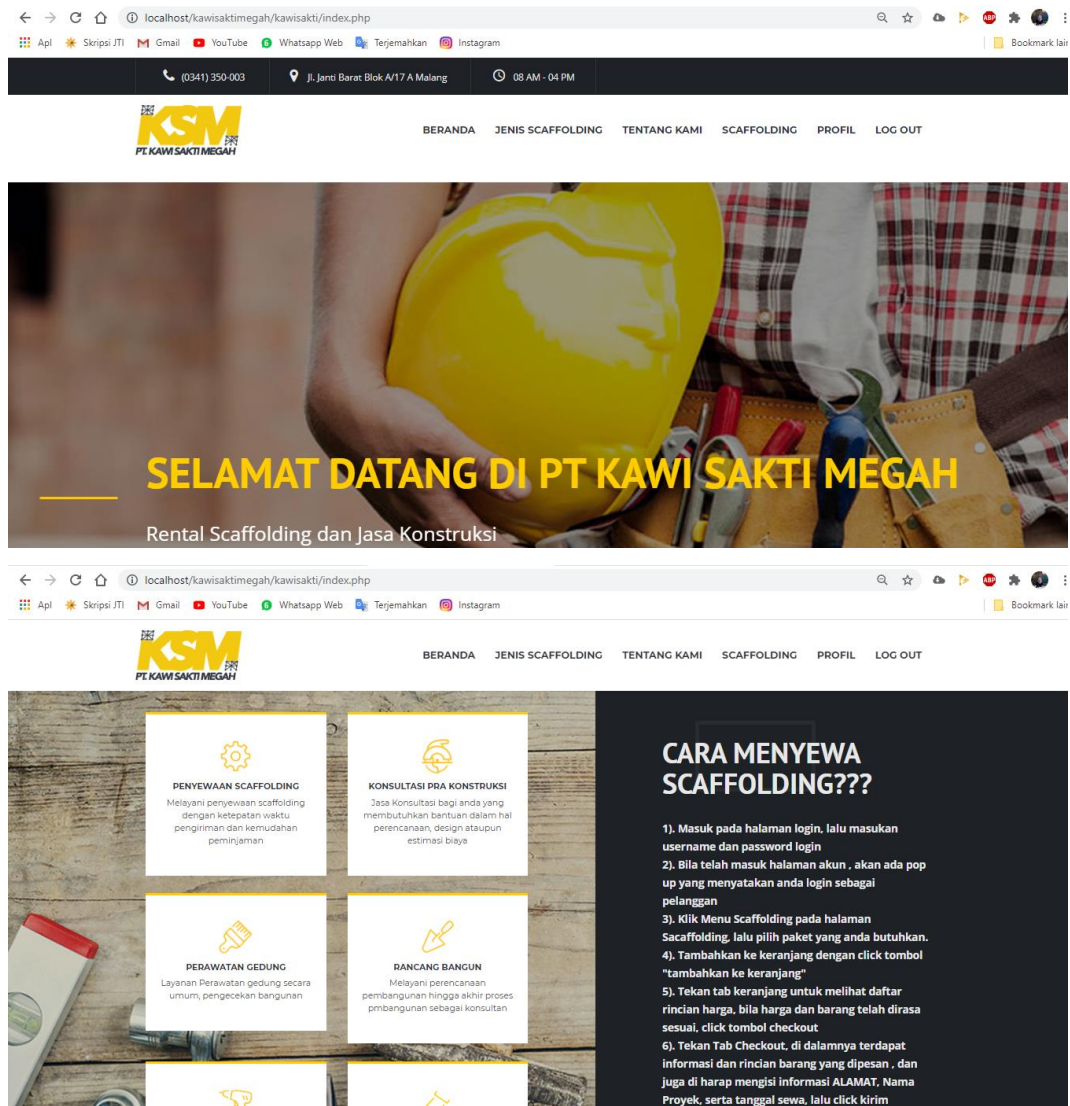 localhost/kawisaktimegah/kawisakti/index.php
Apl Skripsi JTI Gmail YouTube Whatsapp Web Terjemahkan Instagram Bookmark lain
(0341) 350-003 Jl. Janti Barat Blok A/17 A Malang 08 AM - 04 PM
KSM
PT. KAWI SAKTI MEGAH
BERANDA JENIS SCAFFOLDING TENTANG KAMI SCAFFOLDING PROFIL LOG OUT
SELAMAT DATANG DI PT KAWI SAKTI MEGAH
Rental Scaffolding dan Jasa Konstruksi
localhost/kawisaktimegah/kawisakti/index.php
Apl Skripsi JTI Gmail YouTube Whatsapp Web Terjemahkan Instagram Bookmark lain
KSM
PT. KAWI SAKTI MEGAH
BERANDA JENIS SCAFFOLDING TENTANG KAMI SCAFFOLDING PROFIL LOG OUT
PENYEWAAN SCAFFOLDING
Melayani penyewaan scaffolding
dengan ketepatan waktu
pengiriman dan kemudahan
peminjaman
KONSULTASI PRA KONSTRUKSI
Jasa Konsultasi bagi anda yang
membutuhkan bantuan dalam hal
perencanaan, design ataupun
estimasi biaya
PERAWATAN GEDUNG
Layanan Perawatan gedung secara
umum, pengecekan bangunan
RANCANG BANGUN
Melayani perencanaan
pembangunan hingga akhir proses
pmbangunan sebagai konsultan
CARA MENYEWA
SCAFFOLDING???
1). Masuk pada halaman login, lalu masukan
username dan password login
2). Bila telah masuk halaman akun , akan ada pop
up yang menyatakan anda login sebagai
pelanggan
3). Klik Menu Scaffolding pada halaman
Sacaffolding, lalu pilih paket yang anda butuhkan.
4). Tambahkan ke keranjang dengan click tombol
"tambahkan ke keranjang"
5). Tekan tab keranjang untuk melihat daftar
rincian harga, bila harga dan barang telah dirasa
sesuai, click tombol checkout
6). Tekan Tab Checkout, di dalamnya terdapat
informasi dan rincian barang yang dipesan , dan
juga di harap mengisi informasi ALAMAT, Nama
Proyek, serta tanggal sewa, lalu click kirim